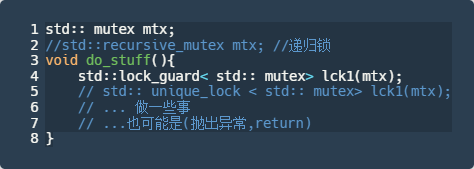 1 std:: mutex mtx;
2 //std::recursive_mutex mtx; //递归锁
3 void do_stuff(){
4     std::lock_guard< std:: mutex> lck1(mtx);
5     // std:: unique_lock < std:: mutex> lck1(mtx);
6     // ... 做一些事
7     // ...也可能是(抛出异常,return)
8 }